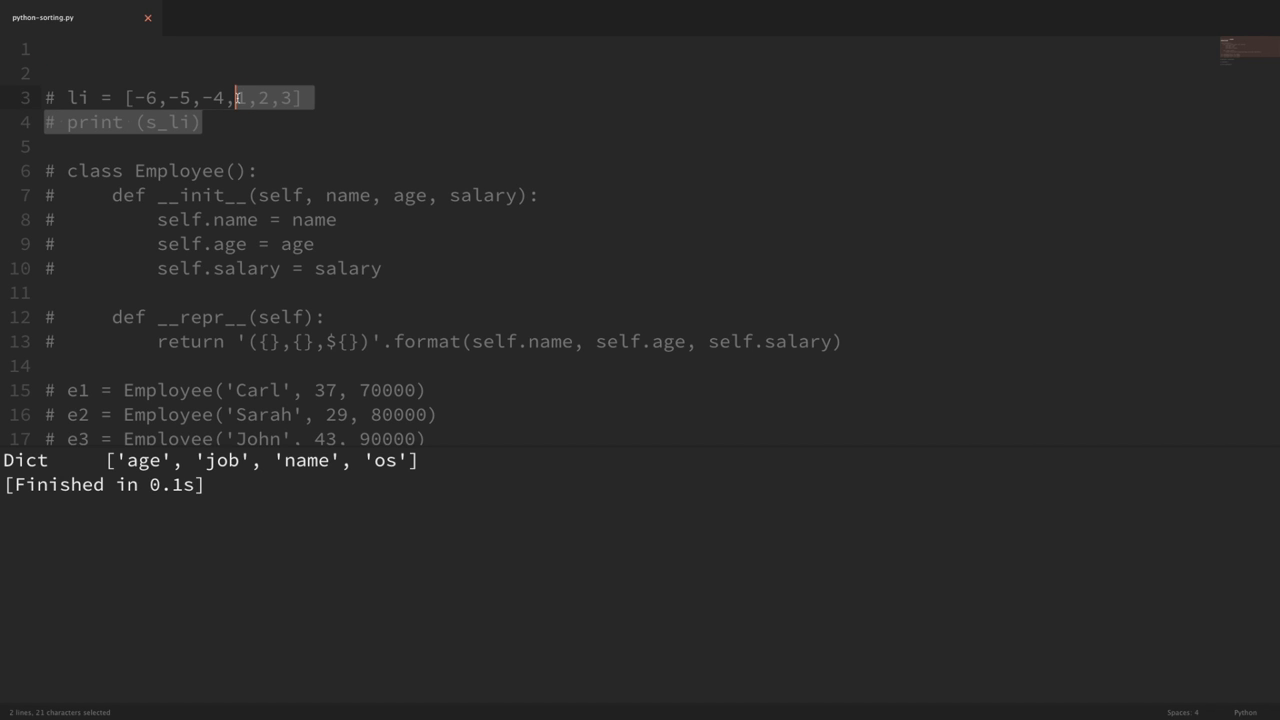 python-sorting.py
1
2
3 # li = [-6,-5,-4,1,2,3]
4 # print (s_li)
5
6 # class Employee():
7 #     def __init__(self, name, age, salary):
8 #         self.name = name
9 #         self.age = age
10 #         self.salary = salary
11
12 #     def __repr__(self):
13 #         return '({},{},${})'.format(self.name, self.age, self.salary)
14
15 # e1 = Employee('Carl', 37, 70000)
16 # e2 = Employee('Sarah', 29, 80000)
17 # e3 = Employee('John', 43, 90000)
Dict     ['age', 'job', 'name', 'os']
[Finished in 0.1s]
2 lines, 21 characters selected
Spaces: 4 Python